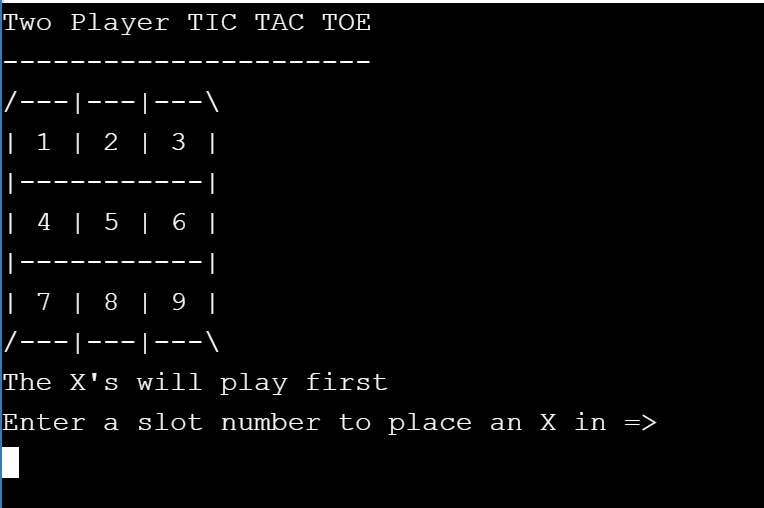 Two Player TIC TAC TOE
----------------------
/---|---|---\
| 1 | 2 | 3 |
|-----------|
| 4 | 5 | 6 |
|-----------|
| 7 | 8 | 9 |
/---|---|---\
The X's will play first
Enter a slot number to place an X in =>